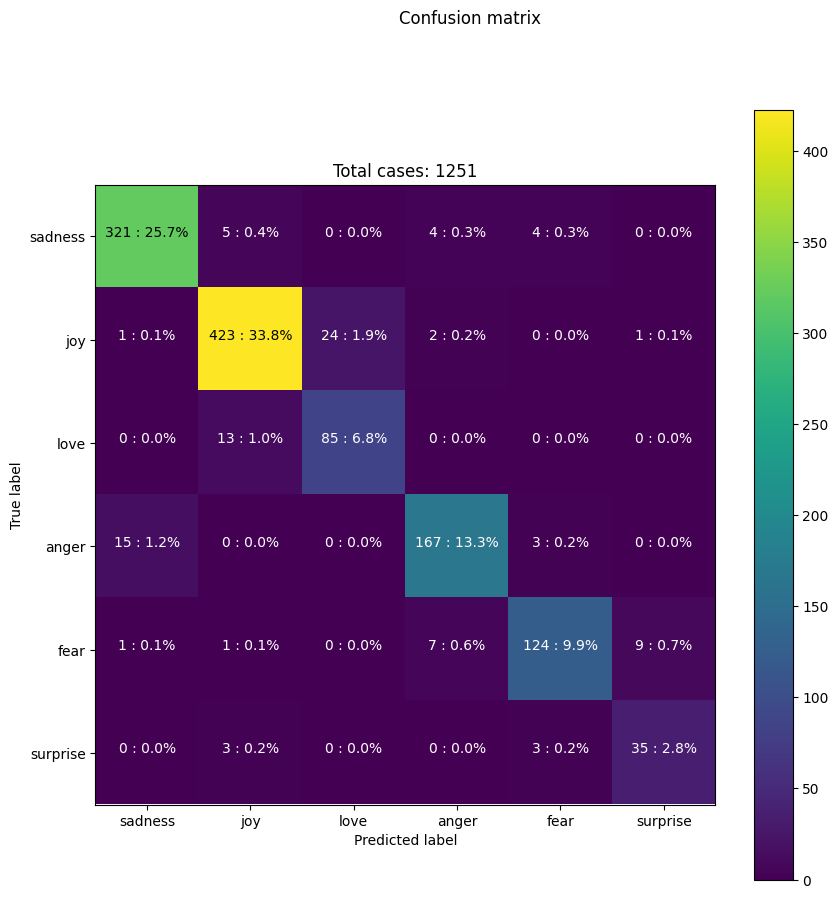 Confusion matrix
Total cases: 1251
400
350
300
250
200
150
100
50
0
True label
sadness 321 : 25.7% 5 : 0.4% 0 : 0.0% 4 : 0.3% 4 : 0.3% 0 : 0.0%
joy 1 : 0.1% 423 : 33.8% 24 : 1.9% 2 : 0.2% 0 : 0.0% 1 : 0.1%
love 0 : 0.0% 13 : 1.0% 85 : 6.8% 0 : 0.0% 0 : 0.0% 0 : 0.0%
anger 15 : 1.2% 0 : 0.0% 0 : 0.0% 167 : 13.3% 3 : 0.2% 0 : 0.0%
fear 1 : 0.1% 1 : 0.1% 0 : 0.0% 7 : 0.6% 124 : 9.9% 9 : 0.7%
surprise 0 : 0.0% 3 : 0.2% 0 : 0.0% 0 : 0.0% 3 : 0.2% 35 : 2.8%
sadness joy love anger fear surprise
Predicted label